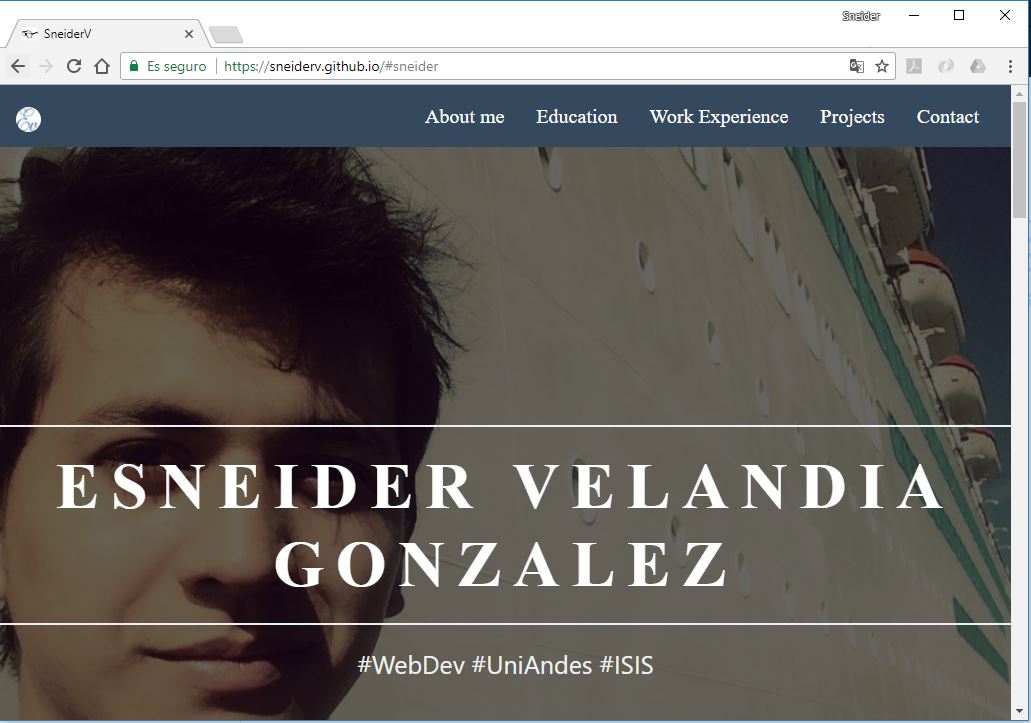 Sneider
SneiderV
Es seguro | https://sneiderv.github.io/#sneider
About me Education Work Experience Projects Contact
ESNEIDER VELANDIA
GONZALEZ
#WebDev #UniAndes #ISIS